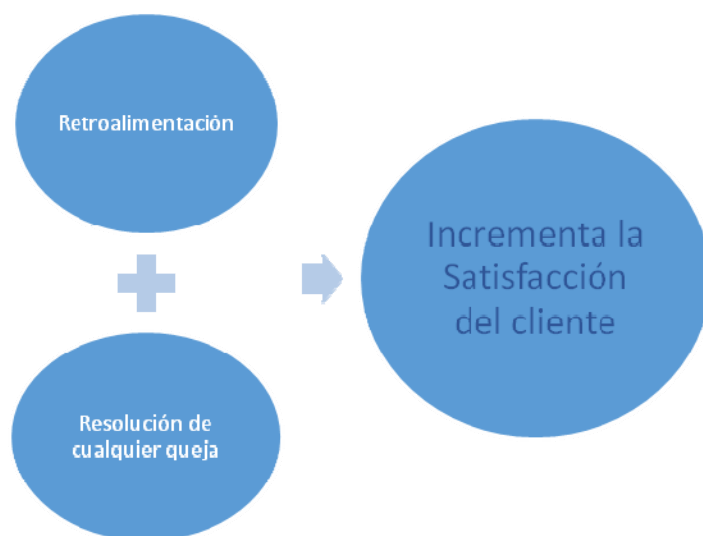 Retroalimentación
Resolución de
cualquier queja
Incrementa la
Satisfacción
del cliente